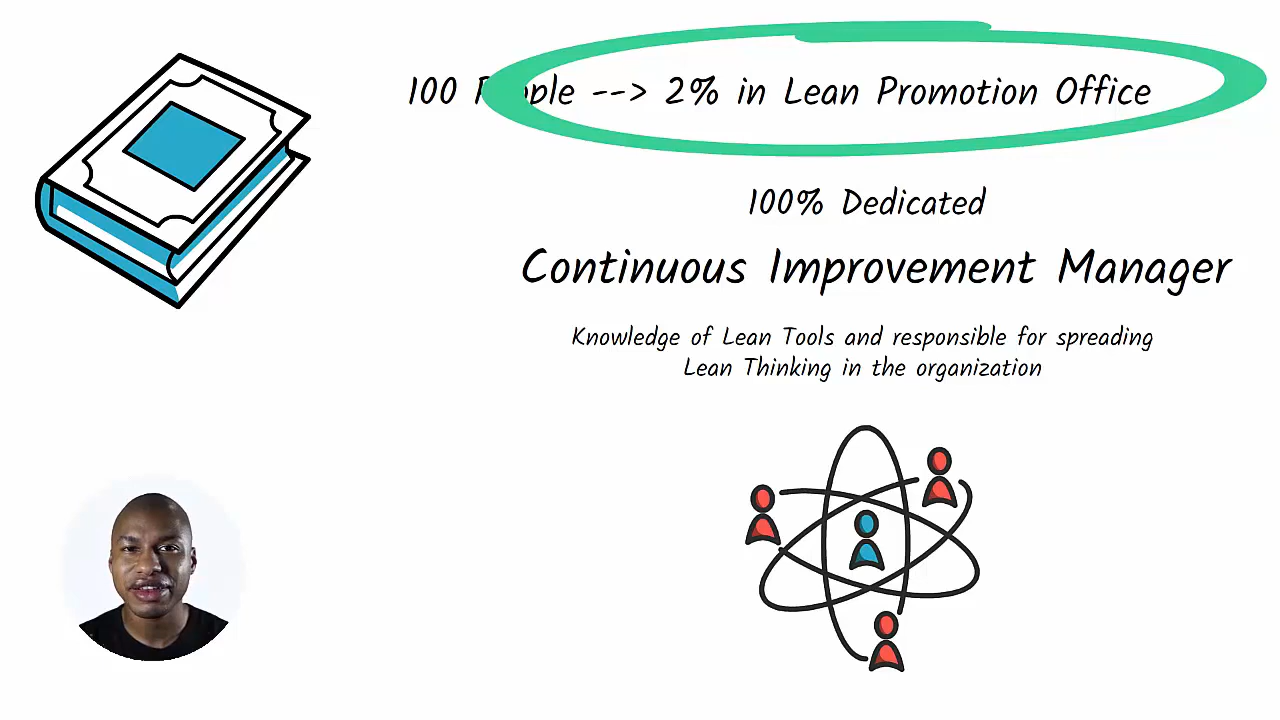 100 People --> 2% in Lean Promotion Office
100% Dedicated
Continuous Improvement Manager
Knowledge of Lean Tools and responsible for spreading
Lean Thinking in the organization